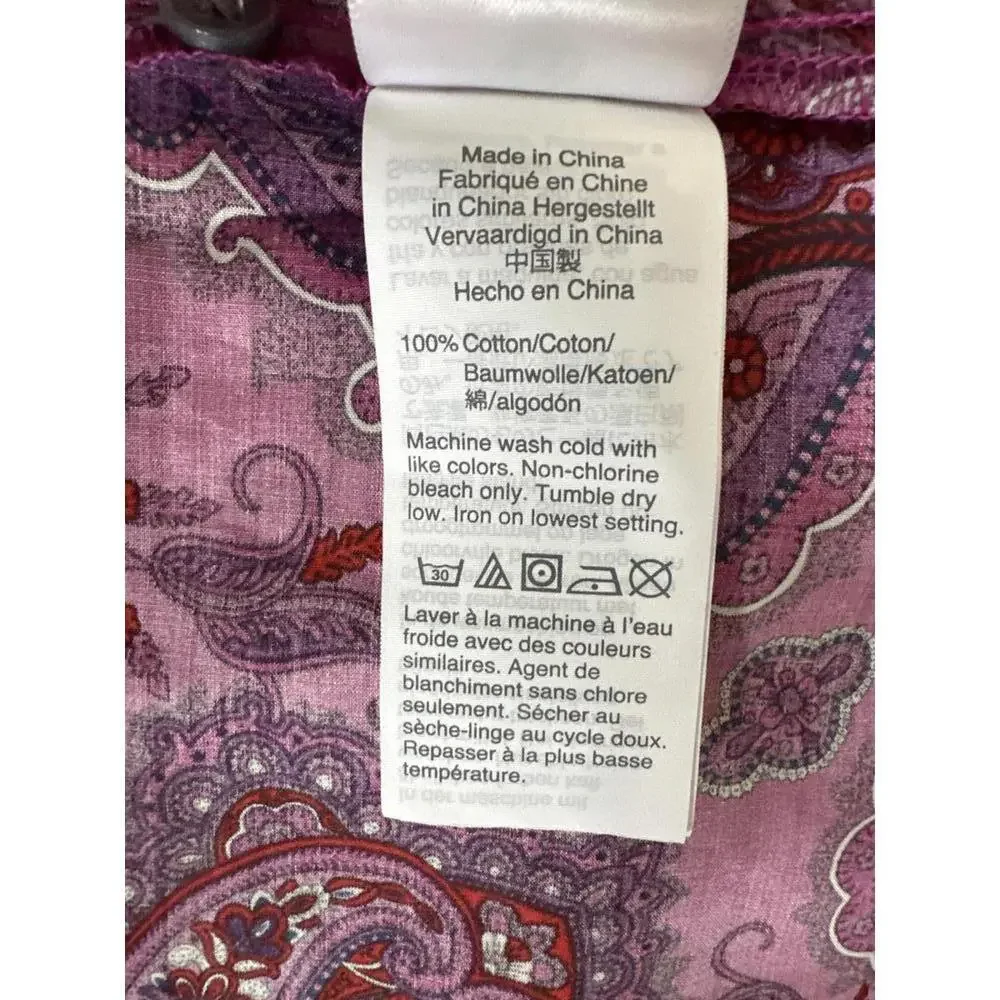 Made in China
Fabriqué en Chine
in China Hergestellt
Vervaardigd in China
中国製
Hecho en China
100% Cotton/Coton/
Baumwolle/Katoen/
綿/algodón
Machine wash cold with
like colors. Non-chlorine
bleach only. Tumble dry
low. Iron on lowest setting.
30
Laver à la machine à l'eau
froide avec des couleurs
similaires. Agent de
blanchiment sans chlore
seulement. Sécher au
sèche-linge au cycle doux.
Repasser à la plus basse
température.